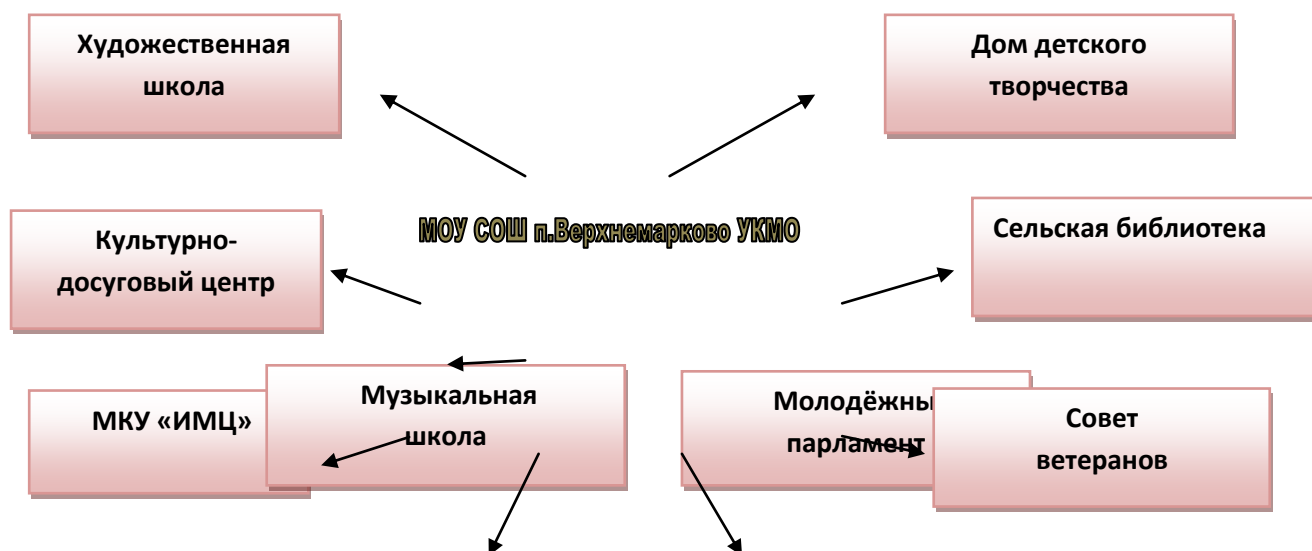 Художественная
школа
Дом детского
творчества
МОУ СОШ п.Верхнемарково УКМО
Культурно-
досуговый центр
Сельская библиотека
МКУ «ИМЦ»
Музыкальная
школа
Молодёжны
парламент
Совет
ветеранов